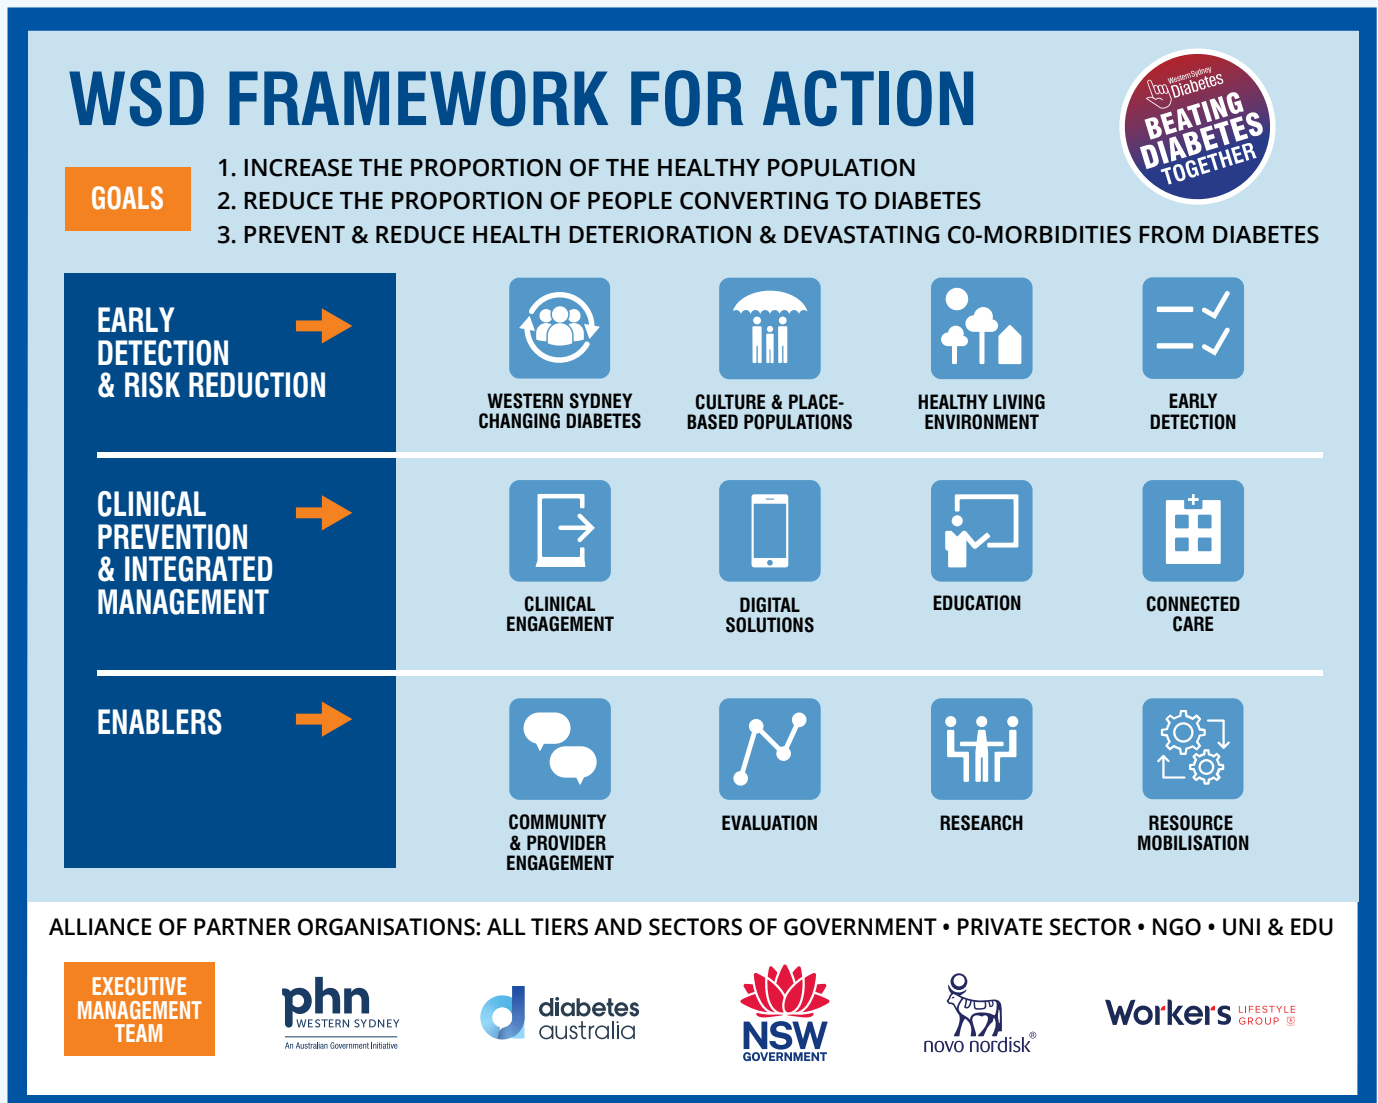 WSD FRAMEWORK FOR ACTION
Western Sydney
Diabetes
BEATING
DIABETES
TOGETHER
GOALS
1. INCREASE THE PROPORTION OF THE HEALTHY POPULATION
2. REDUCE THE PROPORTION OF PEOPLE CONVERTING TO DIABETES
3. PREVENT & REDUCE HEALTH DETERIORATION & DEVASTATING C0-MORBIDITIES FROM DIABETES
EARLY
DETECTION
& RISK REDUCTION
WESTERN SYDNEY
CHANGING DIABETES
CULTURE & PLACE-
BASED POPULATIONS
HEALTHY LIVING
ENVIRONMENT
EARLY
DETECTION
CLINICAL
PREVENTION
& INTEGRATED
MANAGEMENT
CLINICAL
ENGAGEMENT
DIGITAL
SOLUTIONS
EDUCATION
CONNECTED
CARE
ENABLERS
COMMUNITY
& PROVIDER
ENGAGEMENT
EVALUATION
RESEARCH
RESOURCE
MOBILISATION
ALLIANCE OF PARTNER ORGANISATIONS: ALL TIERS AND SECTORS OF GOVERNMENT • PRIVATE SECTOR • NGO • UNI & EDU
EXECUTIVE
MANAGEMENT
TEAM
phn
WESTERN SYDNEY
An Australian Government Initiative
diabetes
australia
NSW
GOVERNMENT
novo nordisk®
Workers LIFESTYLE
GROUP